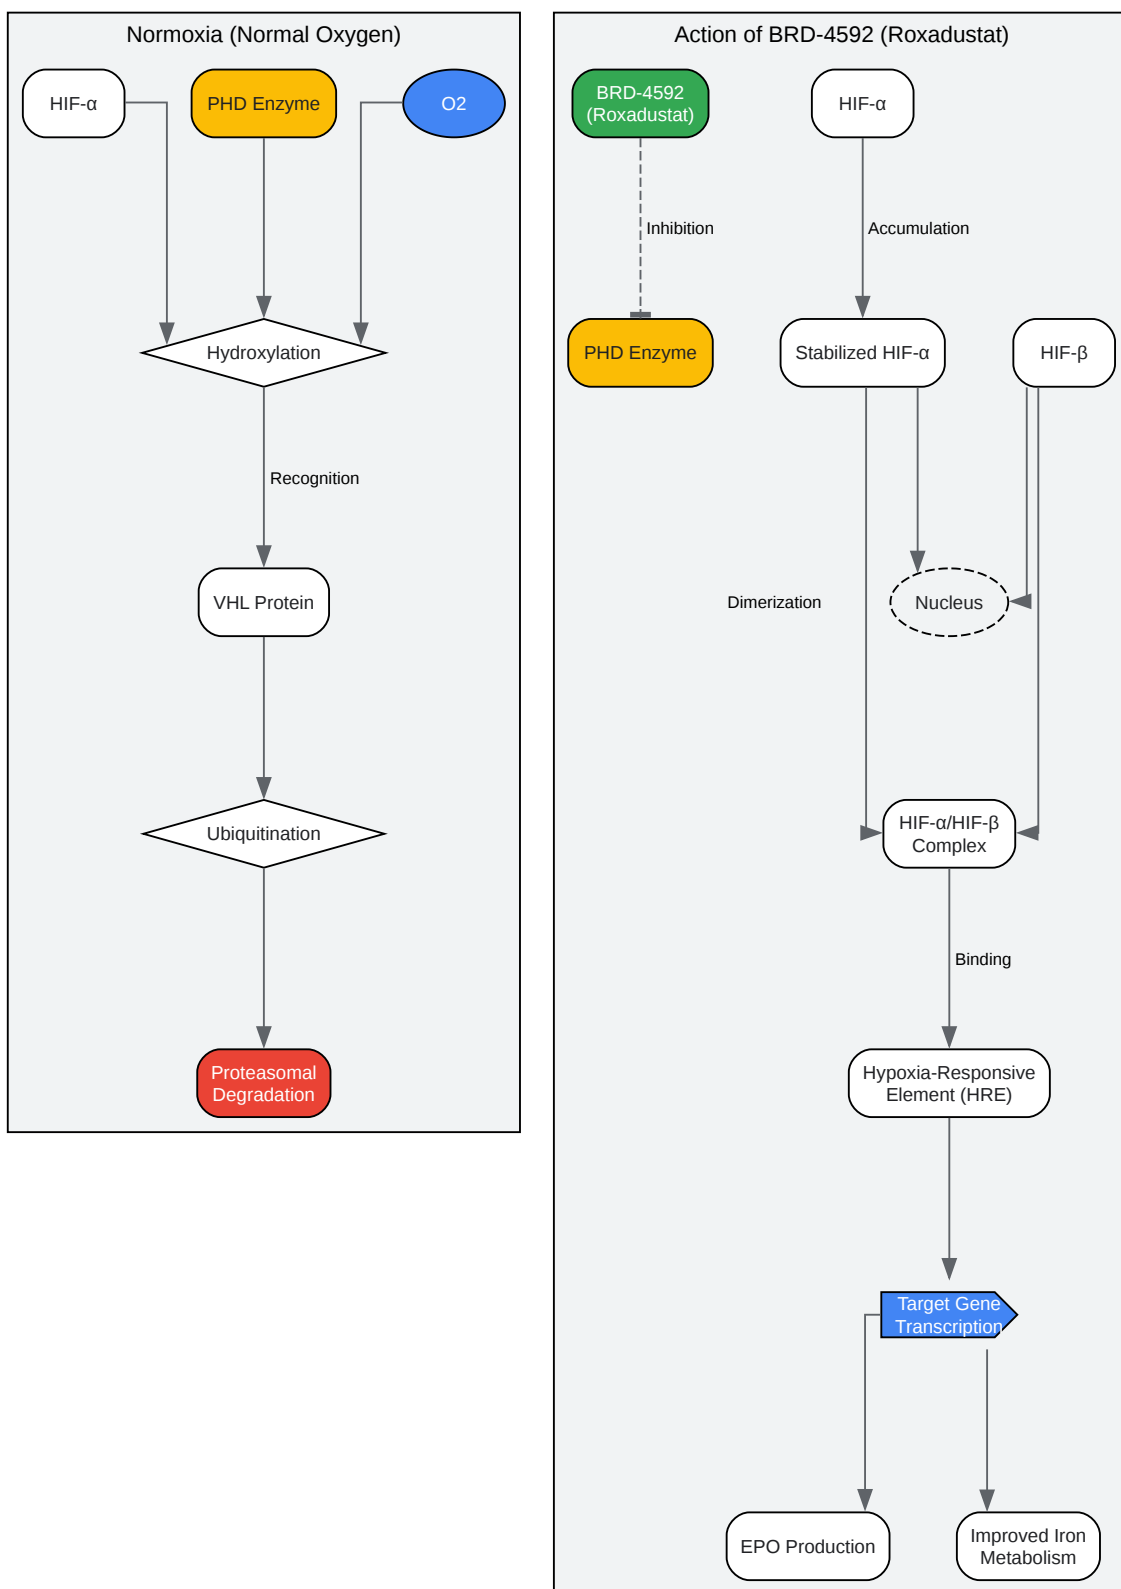 Normoxia (Normal Oxygen)
HIF-α
PHD Enzyme
O2
Hydroxylation
Recognition
VHL Protein
Ubiquitination
Proteasomal
Degradation
Action of BRD-4592 (Roxadustat)
BRD-4592
(Roxadustat)
HIF-α
Inhibition
Accumulation
PHD Enzyme
Stabilized HIF-α
HIF-β
Dimerization
Nucleus
HIF-α/HIF-β
Complex
Binding
Hypoxia-Responsive
Element (HRE)
Target Gene
Transcription
EPO Production
Improved Iron
Metabolism